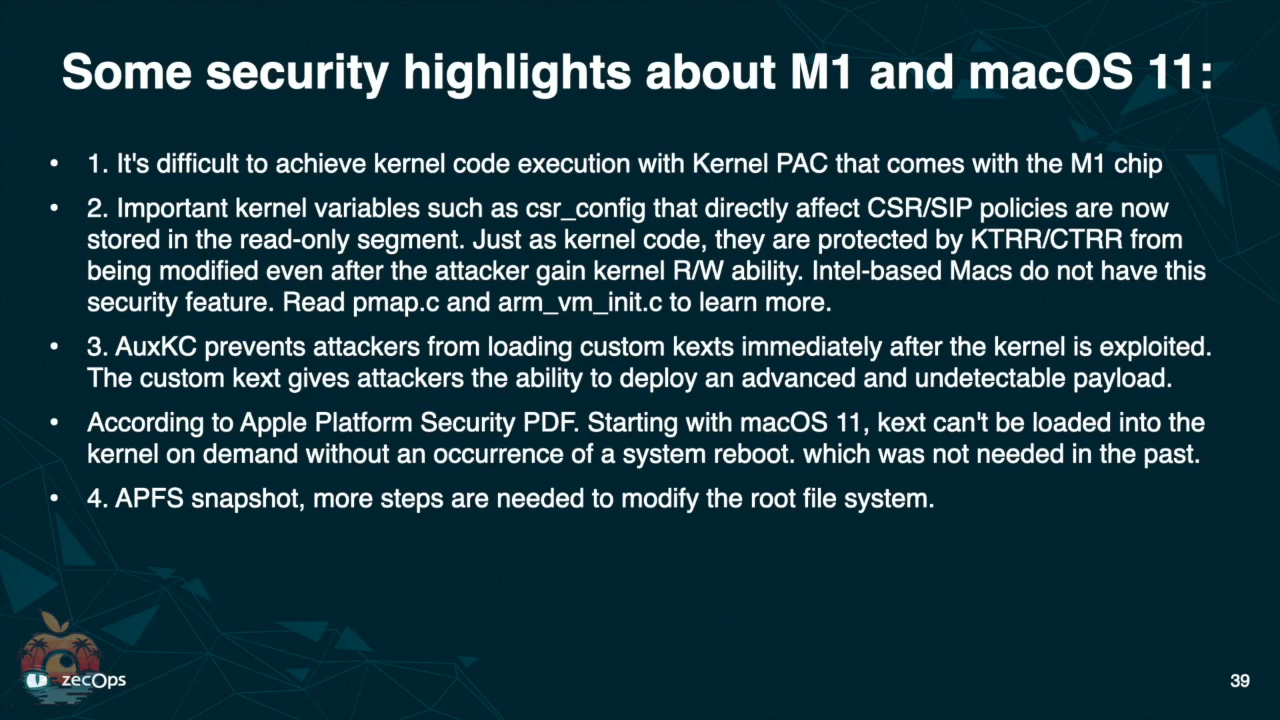 Some security highlights about M1 and macOS 11:
• 1. It's difficult to achieve kernel code execution with Kernel PAC that comes with the M1 chip
• 2. Important kernel variables such as csr_config that directly affect CSR/SIP policies are now
stored in the read-only segment. Just as kernel code, they are protected by KTRR/CTRR from
being modified even after the attacker gain kernel R/W ability. Intel-based Macs do not have this
security feature. Read pmap.c and arm_vm_init.c to learn more.
• 3. AuxKC prevents attackers from loading custom kexts immediately after the kernel is exploited.
The custom kext gives attackers the ability to deploy an advanced and undetectable payload.
• According to Apple Platform Security PDF. Starting with macOS 11, kext can't be loaded into the
kernel on demand without an occurrence of a system reboot. which was not needed in the past.
• 4. APFS snapshot, more steps are needed to modify the root file system.
zecOps
39